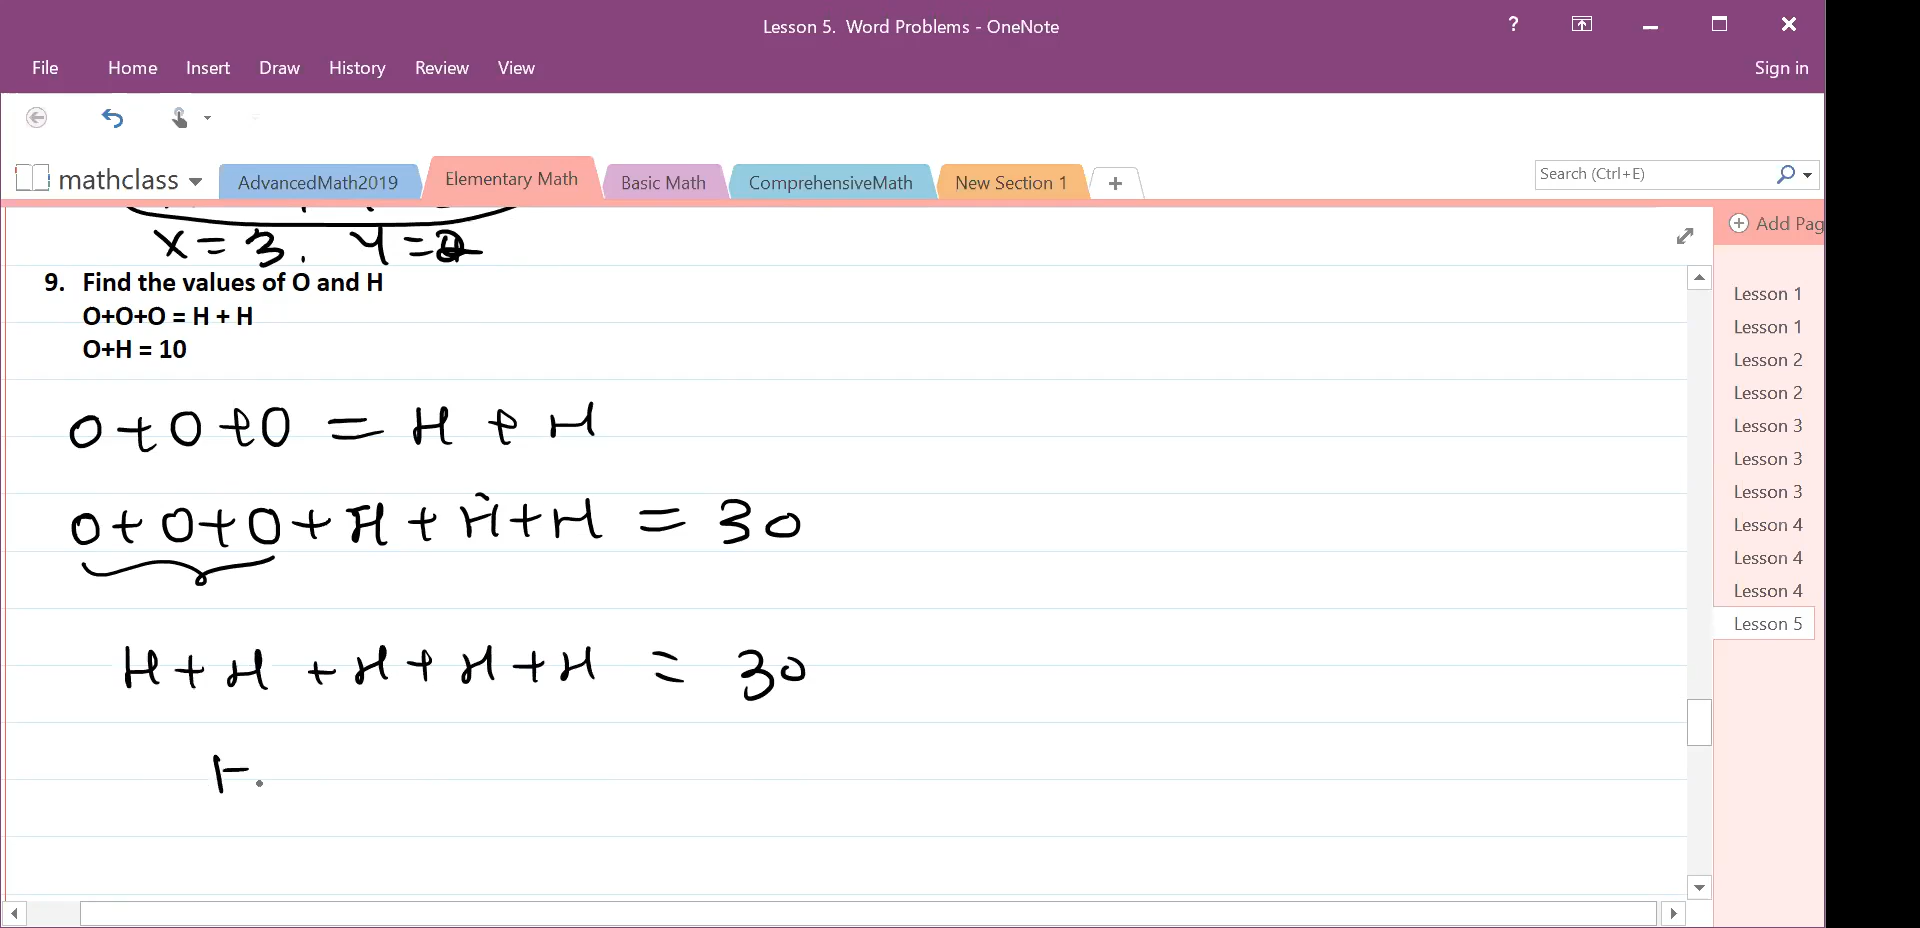 Lesson 5.  Word Problems - OneNote
?
File Home Insert Draw History Review View Sign in
mathclass AdvancedMath2019 Elementary Math Basic Math ComprehensiveMath New Section 1 + Search (Ctrl+E)
+ Add Pag
x = 3, y =
9. Find the values of O and H
O+O+O = H + H
O+H = 10
O+O+O = H + H
O+O+O+H+H+H = 30
H+H+H+H+H = 30
Lesson 1
Lesson 1
Lesson 2
Lesson 2
Lesson 3
Lesson 3
Lesson 3
Lesson 4
Lesson 4
Lesson 4
Lesson 5